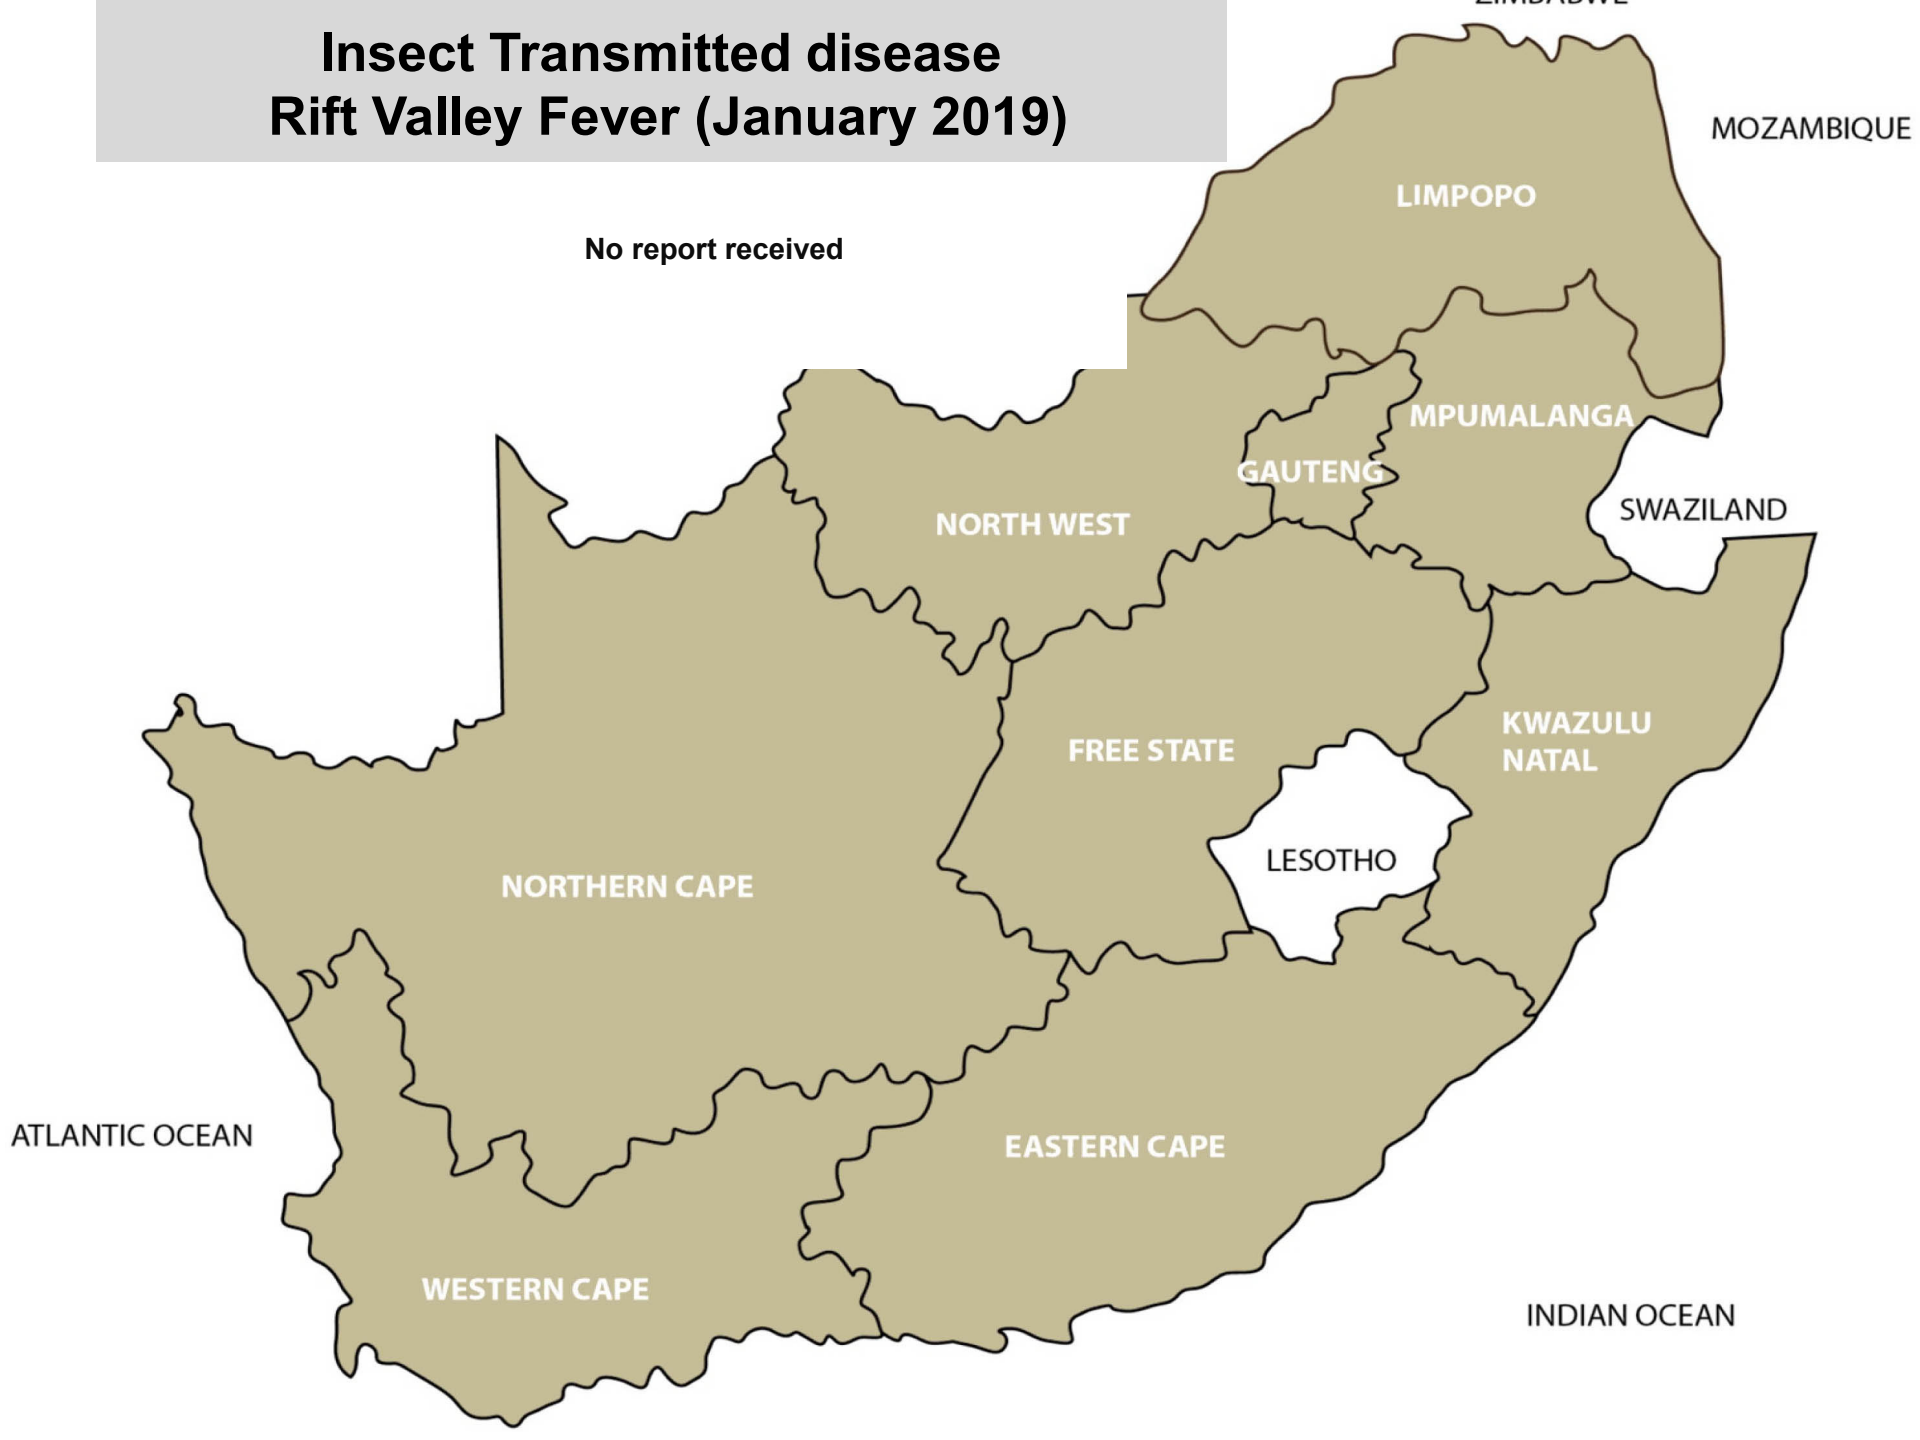 Insect Transmitted disease
Rift Valley Fever (January 2019)
ZIMBABWE
MOZAMBIQUE
LIMPOPO
No report received
MPUMALANGA
GAUTENG
SWAZILAND
NORTH WEST
KWAZULU
NATAL
FREE STATE
LESOTHO
NORTHERN CAPE
ATLANTIC OCEAN
EASTERN CAPE
WESTERN CAPE
INDIAN OCEAN